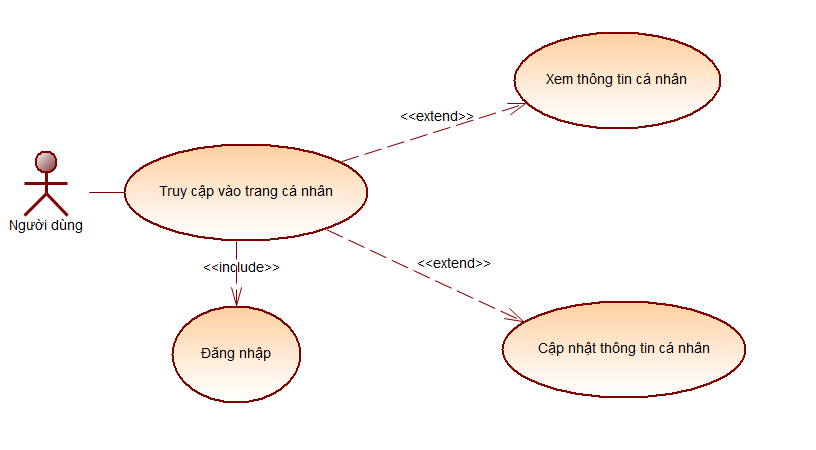 Xem thông tin cá nhân
<<extend>>
Truy cập vào trang cá nhân
Người dùng
<<include>>
<<extend>>
Đăng nhập
Cập nhật thông tin cá nhân